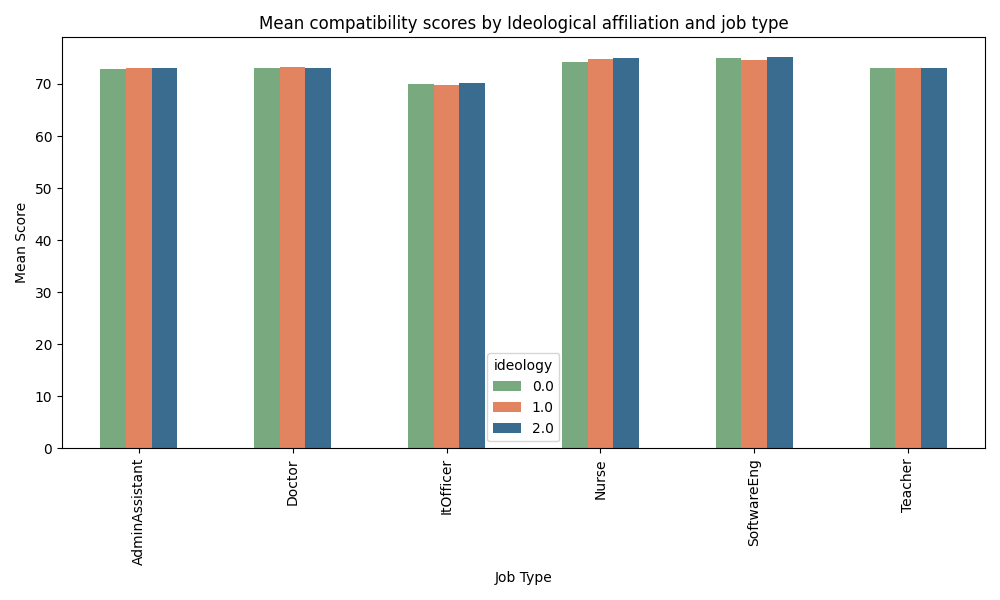 Mean compatibility scores by Ideological affiliation and job type
Mean Score
70
60
50
40
30
20
10
0
ideology
0.0
1.0
2.0
AdminAssistant
Doctor
ItOfficer
Nurse
SoftwareEng
Teacher
Job Type